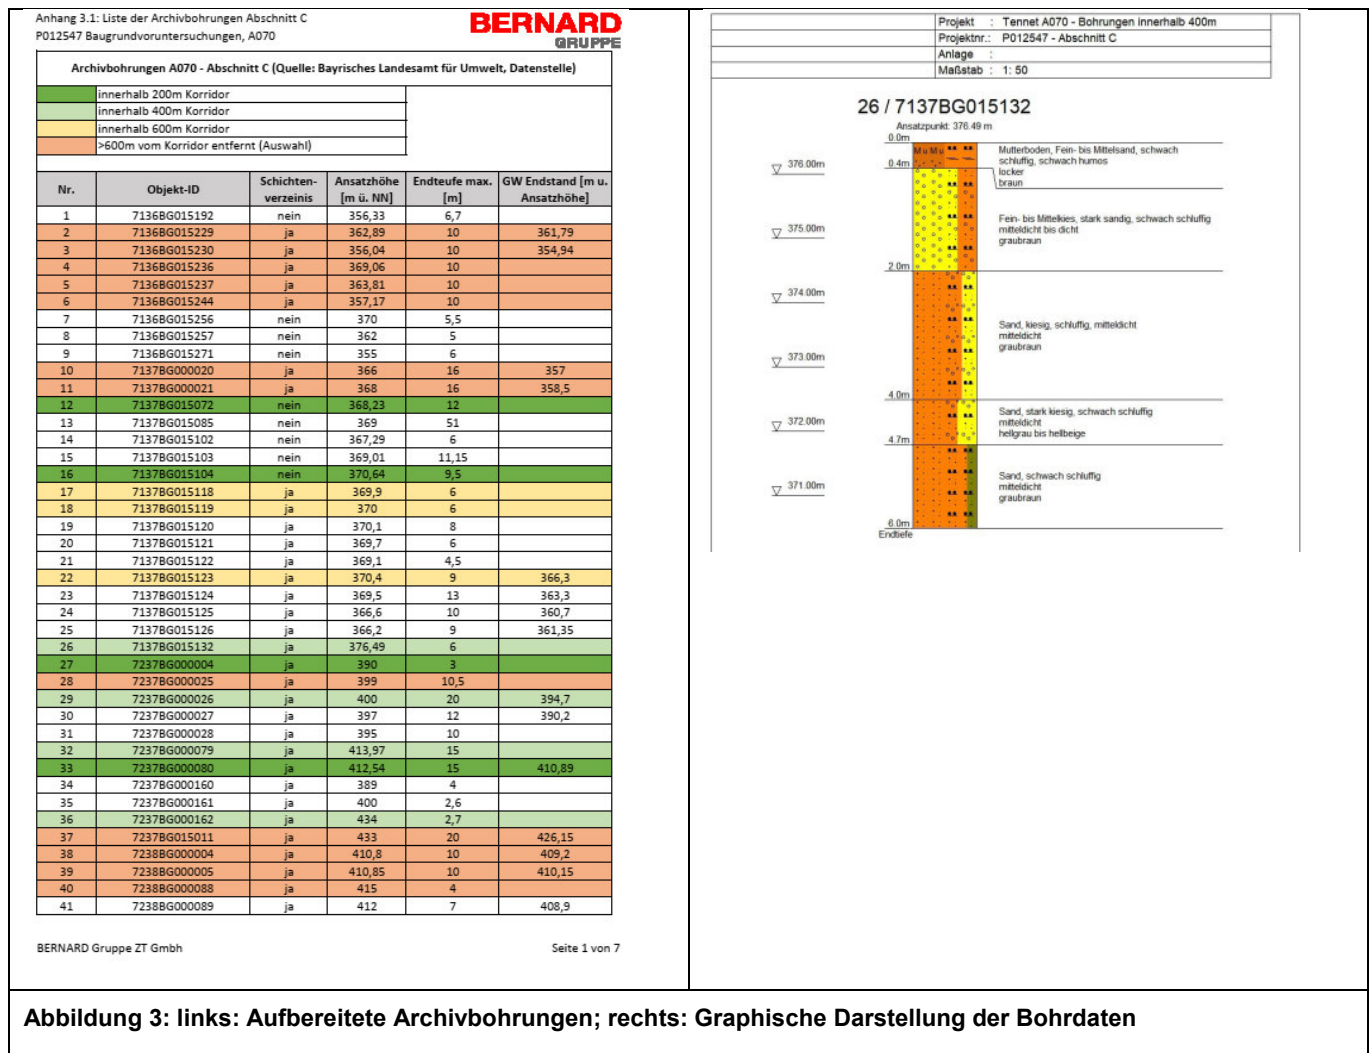 Anhang 3.1: Liste der Archivbohrungen Abschnitt C
P012547 Baugrundvoruntersuchungen, A070
BERNARD
GRUPPE
Archivbohrungen A070 - Abschnitt C (Quelle: Bayrisches Landesamt für Umwelt, Datenstelle)
innerhalb 200m Korridor
innerhalb 400m Korridor
innerhalb 600m Korridor
>600m vom Korridor entfernt (Auswahl)
Nr. Objekt-ID Schichten-verzeinis Ansatzhöhe [m ü. NN] Endteufe max. [m] GW Endstand [m u. Ansatzhöhe]
1 7136BG015192 nein 356,33 6,7
2 7136BG015229 ja 362,89 10 361,79
3 7136BG015230 ja 356,04 10 354,94
4 7136BG015236 ja 369,06 10
5 7136BG015237 ja 363,81 10
6 7136BG015244 ja 357,17 10
7 7136BG015256 nein 370 5,5
8 7136BG015257 nein 362 5
9 7136BG015271 nein 355 6
10 7137BG000020 ja 366 16 357
11 7137BG000021 ja 368 16 358,5
12 7137BG015072 nein 368,23 12
13 7137BG015085 nein 369 51
14 7137BG015102 nein 367,29 6
15 7137BG015103 nein 369,01 11,15
16 7137BG015104 nein 370,64 9,5
17 7137BG015118 ja 369,9 6
18 7137BG015119 ja 370 6
19 7137BG015120 ja 370,1 8
20 7137BG015121 ja 369,7 6
21 7137BG015122 ja 369,1 4,5
22 7137BG015123 ja 370,4 9 366,3
23 7137BG015124 ja 369,5 13 363,3
24 7137BG015125 ja 366,6 10 360,7
25 7137BG015126 ja 366,2 9 361,35
26 7137BG015132 ja 376,49 6
27 7237BG000004 ja 390 3
28 7237BG000025 ja 399 10,5
29 7237BG000026 ja 400 20 394,7
30 7237BG000027 ja 397 12 390,2
31 7237BG000028 ja 395 10
32 7237BG000079 ja 413,97 15
33 7237BG000080 ja 412,54 15 410,89
34 7237BG000160 ja 389 4
35 7237BG000161 ja 400 2,6
36 7237BG000162 ja 434 2,7
37 7237BG015011 ja 433 20 426,15
38 7238BG000004 ja 410,8 10 409,2
39 7238BG000005 ja 410,85 10 410,15
40 7238BG000088 ja 415 4
41 7238BG000089 ja 412 7 408,9
BERNARD Gruppe ZT Gmbh Seite 1 von 7
Projekt : Tennet A070 - Bohrungen innerhalb 400m
Projektnr.: P012547 - Abschnitt C
Anlage :
Maßstab : 1: 50
26 / 7137BG015132
Ansatzpunkt: 376.49 m
0.0m
Mu Mu
Mutterboden, Fein- bis Mittelsand, schwach
schluffig, schwach humos
locker
braun
376.00m
0.4m
Fein- bis Mittelkies, stark sandig, schwach schluffig
mitteldicht bis dicht
graubraun
375.00m
2.0m
374.00m
Sand, kiesig, schluffig, mitteldicht
mitteldicht
graubraun
373.00m
4.0m
Sand, stark kiesig, schwach schluffig
mitteldicht
hellgrau bis hellbeige
372.00m
4.7m
Sand, schwach schluffig
mitteldicht
graubraun
371.00m
6.0m
Endtiefe
Abbildung 3: links: Aufbereitete Archivbohrungen; rechts: Graphische Darstellung der Bohrdaten